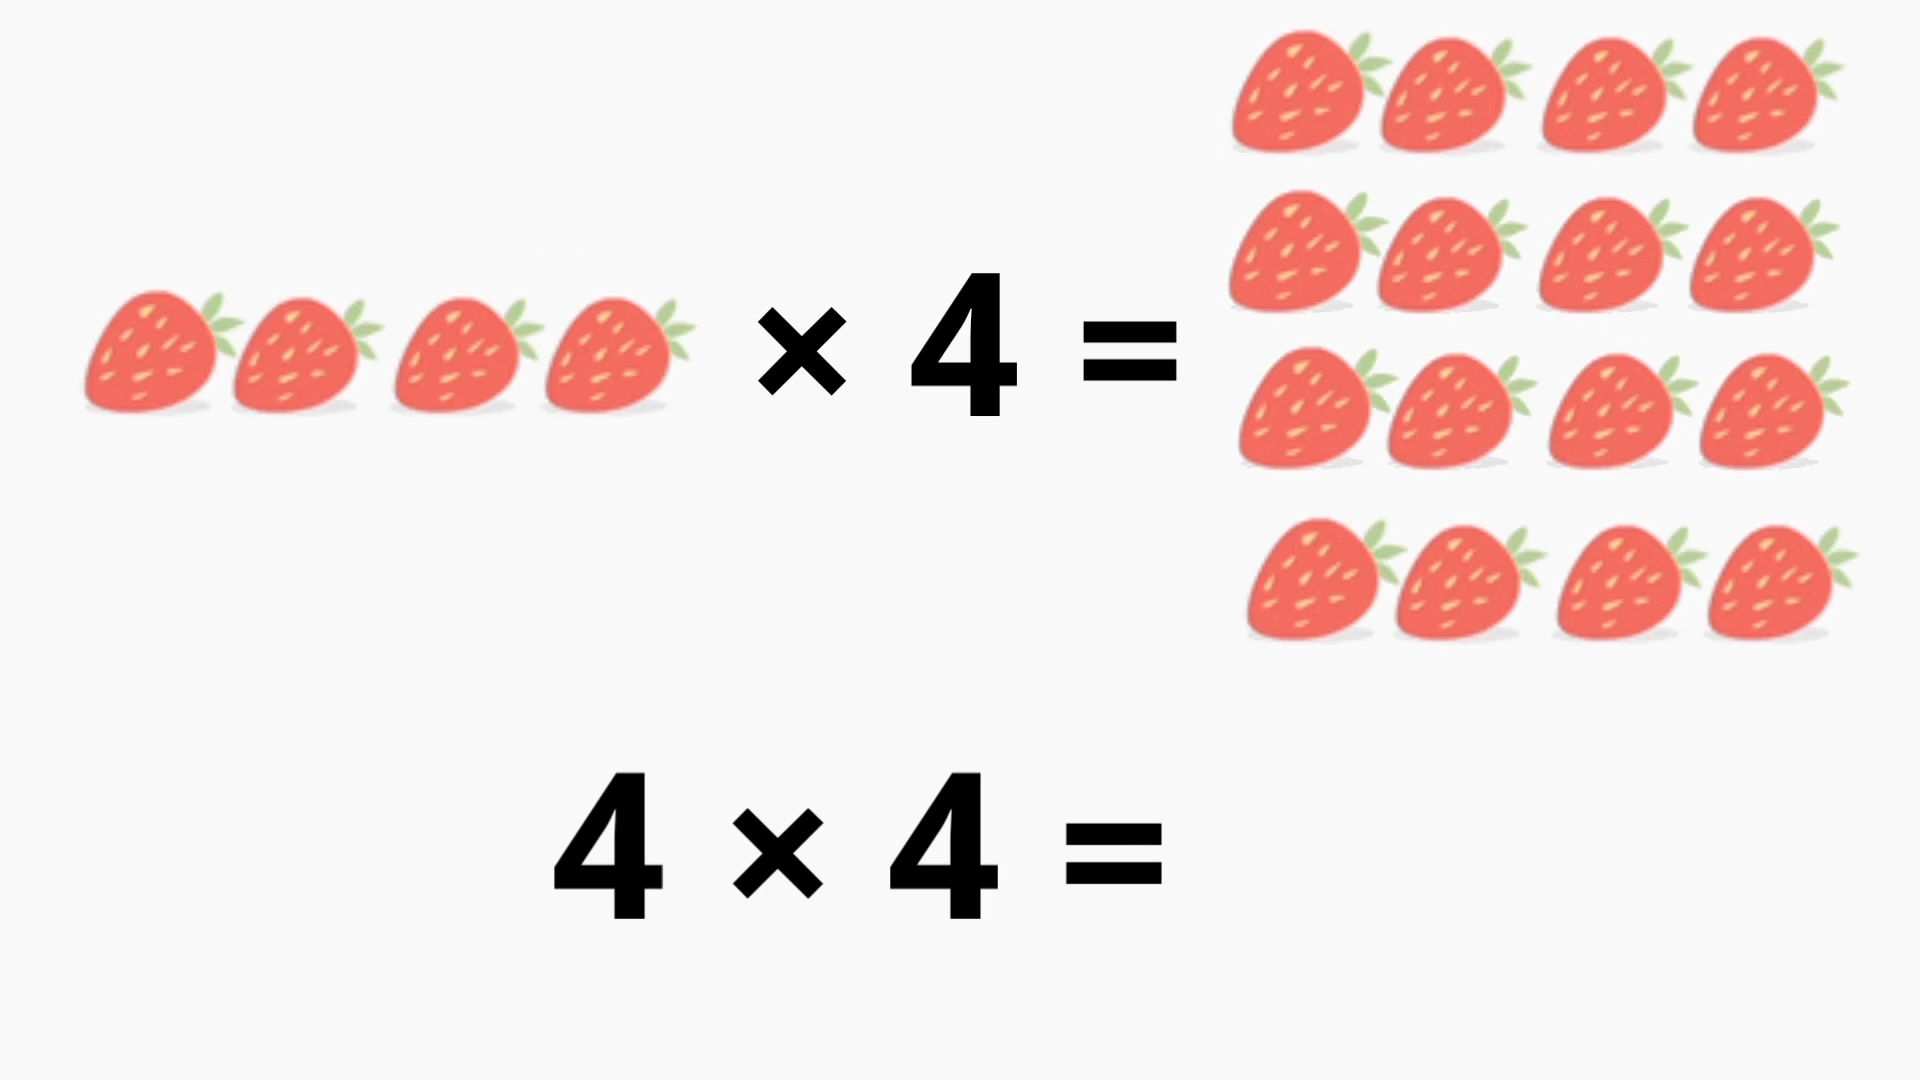 × 4 =
4 × 4 =